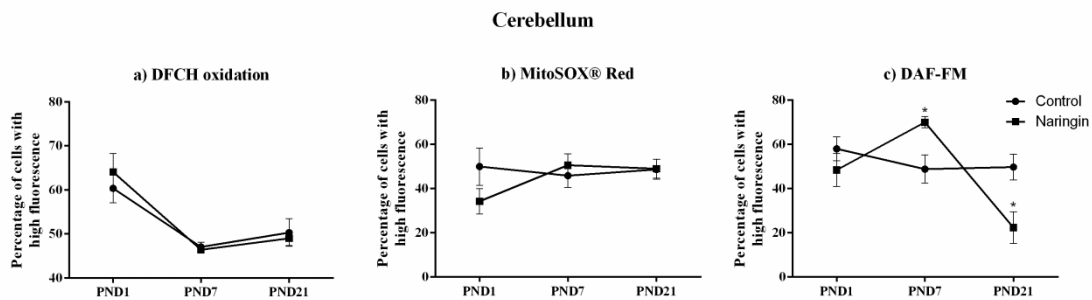 Cerebellum
a) DFCH oxidation
Percentage of cells with
high fluorescence
80
70
60
50
40
PND1 PND7 PND21
b) MitoSOX® Red
Percentage of cells with
high fluorescence
80
60
40
20
0
PND1 PND7 PND21
c) DAF-FM
Percentage of cells with
high fluorescence
80
60
40
20
0
*
*
PND1 PND7 PND21
Control
Naringin